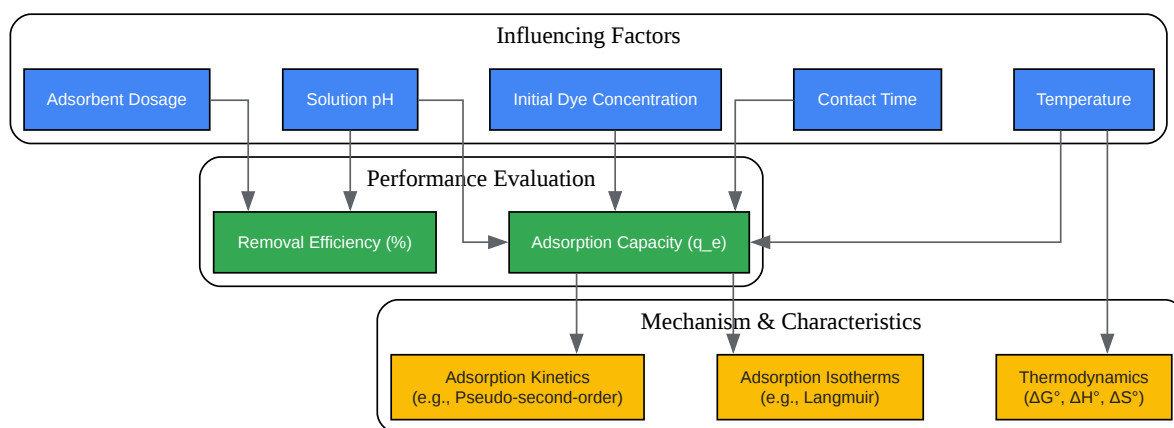 Influencing Factors
Adsorbent Dosage
Solution pH
Initial Dye Concentration
Contact Time
Temperature
Performance Evaluation
Removal Efficiency (%)
Adsorption Capacity (q_e)
Mechanism & Characteristics
Adsorption Kinetics
(e.g., Pseudo-second-order)
Adsorption Isotherms
(e.g., Langmuir)
Thermodynamics
(ΔG°, ΔH°, ΔS°)